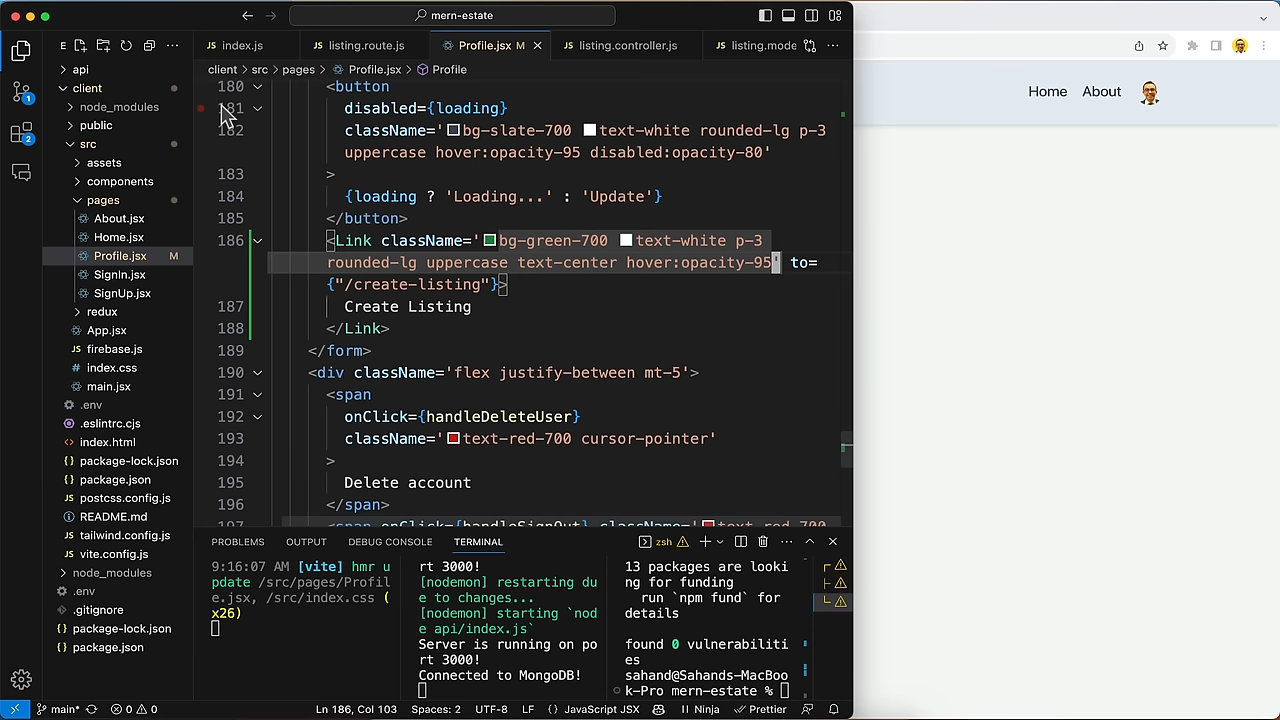 mern-estate
E
index.js
listing.route.js
Profile.jsx M
listing.controller.js
listing.mode
client > src > pages > Profile.jsx > Profile
Home
About
api
client
node_modules
public
src
assets
components
pages
About.jsx
Home.jsx
Profile.jsx M
SignIn.jsx
SignUp.jsx
redux
App.jsx
firebase.js
index.css
main.jsx
.env
.eslintrc.cjs
index.html
package-lock.json
package.json
postcss.config.js
README.md
tailwind.config.js
vite.config.js
node_modules
.env
.gitignore
package-lock.json
package.json
180 <button
181 disabled={loading}
182 className='bg-slate-700 text-white rounded-lg p-3
uppercase hover:opacity-95 disabled:opacity-80'
183 >
184 {loading ? 'Loading...' : 'Update'}
185 </button>
186 <Link className='bg-green-700 text-white p-3
rounded-lg uppercase text-center hover:opacity-95' to=
{"/create-listing"}>
187 Create Listing
188 </Link>
189 </form>
190 <div className='flex justify-between mt-5'>
191 <span
192 onClick={handleDeleteUser}
193 className='text-red-700 cursor-pointer'
194 >
195 Delete account
196 </span>
197 <span onClick={handleSignOut} className='text-red-700
PROBLEMS OUTPUT DEBUG CONSOLE TERMINAL
zsh
9:16:07 AM [vite] hmr u
pdate /src/pages/Profil
e.jsx, /src/index.css (
x26)
rt 3000!
[nodemon] restarting du
e to changes...
[nodemon] starting `nod
e api/index.js`
Server is running on po
rt 3000!
Connected to MongoDB!
13 packages are looki
ng for funding
run `npm fund` for
details
found 0 vulnerabiliti
es
sahand@Sahands-MacBoo
k-Pro mern-estate %
1
2
main*
0 0
Ln 186, Col 103
Spaces: 2
UTF-8
LF
{} JavaScript JSX
Ninja
Prettier